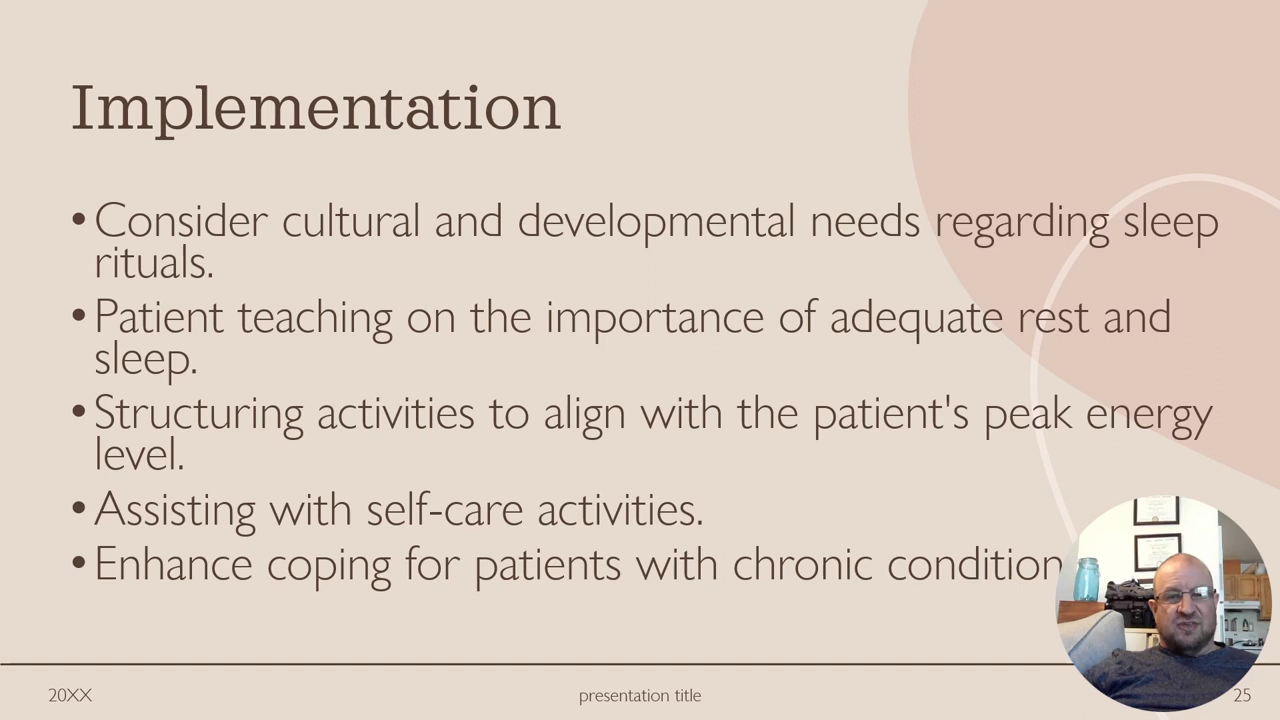 Implementation
•Consider cultural and developmental needs regarding sleep
rituals.
•Patient teaching on the importance of adequate rest and
sleep.
•Structuring activities to align with the patient's peak energy
level.
•Assisting with self-care activities.
•Enhance coping for patients with chronic condition
20XX
presentation title
25